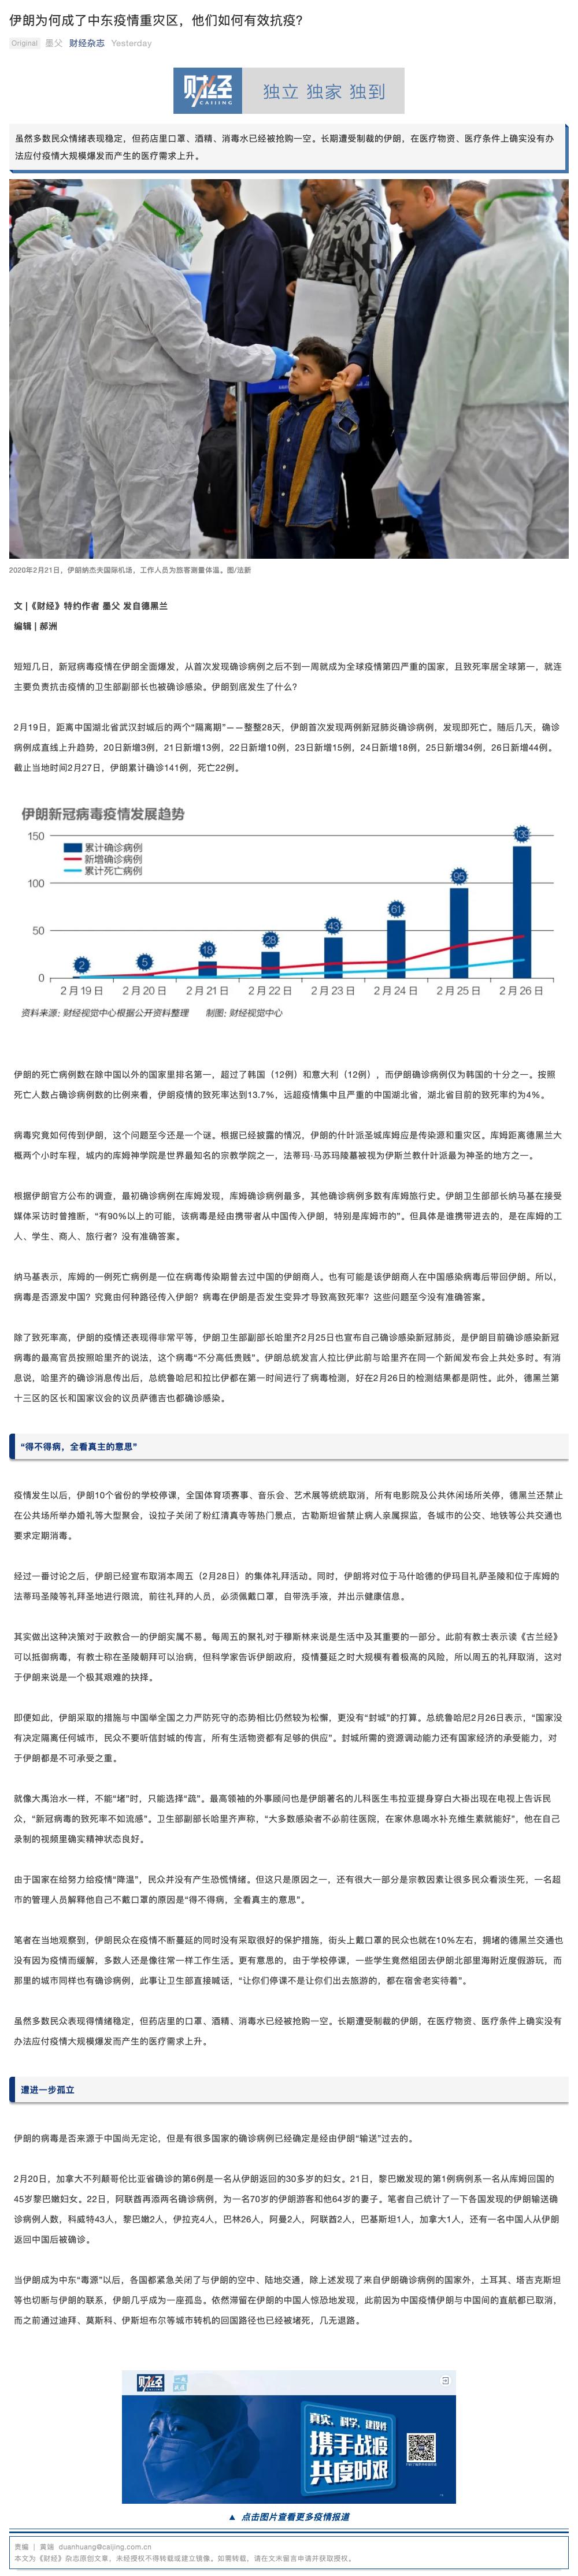 伊朗为何成了中东疫情重灾区，他们如何有效抗疫？
Original 墨父 财经杂志 Yesterday
财经
CAIJING
独立 独家 独到
虽然多数民众情绪表现稳定，但药店里口罩、酒精、消毒水已经被抢购一空。长期遭受制裁的伊朗，在医疗物资、医疗条件上确实没有办
法应付疫情大规模爆发而产生的医疗需求上升。
2020年2月21日，伊朗纳杰夫国际机场，工作人员为旅客测量体温。图/法新
文 |《财经》特约作者 墨父 发自德黑兰
编辑 | 郝洲
短短几日，新冠病毒疫情在伊朗全面爆发，从首次发现确诊病例之后不到一周就成为全球疫情第四严重的国家，且致死率居全球第一，就连
主要负责抗击疫情的卫生部副部长也被确诊感染。伊朗到底发生了什么？
2月19日，距离中国湖北省武汉封城后的两个“隔离期”——整整28天，伊朗首次发现两例新冠肺炎确诊病例，发现即死亡。随后几天，确诊
病例成直线上升趋势，20日新增3例，21日新增13例，22日新增10例，23日新增15例，24日新增18例，25日新增34例，26日新增44例。
截止当地时间2月27日，伊朗累计确诊141例，死亡22例。
伊朗新冠病毒疫情发展趋势
150
100
50
0
累计确诊病例
新增确诊病例
累计死亡病例
2
5
18
28
43
61
95
139
2月19日 2月20日 2月21日 2月22日 2月23日 2月24日 2月25日 2月26日
资料来源：财经视觉中心根据公开资料整理 制图：财经视觉中心
伊朗的死亡病例数在除中国以外的国家里排名第一，超过了韩国（12例）和意大利（12例），而伊朗确诊病例仅为韩国的十分之一。按照
死亡人数占确诊病例数的比例来看，伊朗疫情的致死率达到13.7%，远超疫情集中且严重的中国湖北省，湖北省目前的致死率约为4%。
病毒究竟如何传到伊朗，这个问题至今还是一个谜。根据已经披露的情况，伊朗的什叶派圣城库姆应是传染源和重灾区。库姆距离德黑兰大
概两个小时车程，城内的库姆神学院是世界最知名的宗教学院之一，法蒂玛·马苏玛陵墓被视为伊斯兰教什叶派最为神圣的地方之一。
根据伊朗官方公布的调查，最初确诊病例在库姆发现，库姆确诊病例最多，其他确诊病例多数有库姆旅行史。伊朗卫生部部长纳马基在接受
媒体采访时曾推断，“有90%以上的可能，该病毒是经由携带者从中国传入伊朗，特别是库姆市的”。但具体是谁携带进去的，是在库姆的工
人、学生、商人、旅行者？没有准确答案。
纳马基表示，库姆的一例死亡病例是一位在病毒传染期曾去过中国的伊朗商人。也有可能是该伊朗商人在中国感染病毒后带回伊朗。所以，
病毒是否源发中国？究竟由何种路径传入伊朗？病毒在伊朗是否发生变异才导致高致死率？这些问题至今没有准确答案。
除了致死率高，伊朗的疫情还表现得非常平等，伊朗卫生部副部长哈里齐2月25日也宣布自己确诊感染新冠肺炎，是伊朗目前确诊感染新冠
病毒的最高官员按照哈里齐的说法，这个病毒“不分高低贵贱”。伊朗总统发言人拉比伊此前与哈里齐在同一个新闻发布会上共处多时。有消
息说，哈里齐的确诊消息传出后，总统鲁哈尼和拉比伊都在第一时间进行了病毒检测，好在2月26日的检测结果都是阴性。此外，德黑兰第
十三区的区长和国家议会的议员萨德吉也都确诊感染。
“得不得病，全看真主的意思”
疫情发生以后，伊朗10个省份的学校停课，全国体育项赛事、音乐会、艺术展等统统取消，所有电影院及公共休闲场所关停，德黑兰还禁止
在公共场所举办婚礼等大型聚会，设拉子关闭了粉红清真寺等热门景点，古勒斯坦省禁止病人亲属探监，各城市的公交、地铁等公共交通也
要求定期消毒。
经过一番讨论之后，伊朗已经宣布取消本周五（2月28日）的集体礼拜活动。同时，伊朗将对位于马什哈德的伊玛目礼萨圣陵和位于库姆的
法蒂玛圣陵等礼拜圣地进行限流，前往礼拜的人员，必须佩戴口罩，自带洗手液，并出示健康信息。
其实做出这种决策对于政教合一的伊朗实属不易。每周五的聚礼对于穆斯林来说是生活中及其重要的一部分。此前有教士表示读《古兰经》
可以抵御病毒，有教士称在圣陵朝拜可以治病，但科学家告诉伊朗政府，疫情蔓延之时大规模有着极高的风险，所以周五的礼拜取消，这对
于伊朗来说是一个极其艰难的抉择。
即便如此，伊朗采取的措施与中国举全国之力严防死守的态势相比仍然较为松懈，更没有“封城”的打算。总统鲁哈尼2月26日表示，“国家没
有决定隔离任何城市，民众不要听信封城的传言，所有生活物资都有足够的供应”。封城所需的资源调动能力还有国家经济的承受能力，对
于伊朗都是不可承受之重。
就像大禹治水一样，不能“堵”时，只能选择“疏”。最高领袖的外事顾问也是伊朗著名的儿科医生韦拉亚提身穿白大褂出现在电视上告诉民
众，“新冠病毒的致死率不如流感”。卫生部副部长哈里齐声称，“大多数感染者不必前往医院，在家休息喝水补充维生素就能好”，他在自己
录制的视频里确实精神状态良好。
由于国家在给努力给疫情“降温”，民众并没有产生恐慌情绪。但这只是原因之一，还有很大一部分是宗教因素让很多民众看淡生死，一名超
市的管理人员解释他自己不戴口罩的原因是“得不得病，全看真主的意思”。
笔者在当地观察到，伊朗民众在疫情不断蔓延的同时没有采取很好的保护措施，街头上戴口罩的民众也就在10%左右，拥堵的德黑兰交通也
没有因为疫情而缓解，多数人还是像往常一样工作生活。更有意思的，由于学校停课，一些学生竟然组团去伊朗北部里海附近度假游玩，而
那里的城市同样也有确诊病例，此事让卫生部直接喊话，“让你们停课不是让你们出去旅游的，都在宿舍老实待着”。
虽然多数民众表现得情绪稳定，但药店里的口罩、酒精、消毒水已经被抢购一空。长期遭受制裁的伊朗，在医疗物资、医疗条件上确实没有
办法应付疫情大规模爆发而产生的医疗需求上升。
遭进一步孤立
伊朗的病毒是否来源于中国尚无定论，但是有很多国家的确诊病例已经确定是经由伊朗“输送”过去的。
2月20日，加拿大不列颠哥伦比亚省确诊的第6例是一名从伊朗返回的30多岁的妇女。21日，黎巴嫩发现的第1例病例系一名从库姆回国的
45岁黎巴嫩妇女。22日，阿联酋再添两名确诊病例，为一名70岁的伊朗游客和他64岁的妻子。笔者自己统计了一下各国发现的伊朗输送确
诊病例人数，科威特43人，黎巴嫩2人，伊拉克4人，巴林26人，阿曼2人，阿联酋2人，巴基斯坦1人，加拿大1人，还有一名中国人从伊朗
返回中国后被确诊。
当伊朗成为中东“毒源”以后，各国都紧急关闭了与伊朗的空中、陆地交通，除上述发现了来自伊朗确诊病例的国家外，土耳其、塔吉克斯坦
等也切断与伊朗的联系，伊朗几乎成为一座孤岛。依然滞留在伊朗的中国人惊恐地发现，此前因为中国疫情伊朗与中国间的直航都已取消，
而之前通过迪拜、莫斯科、伊斯坦布尔等城市转机的回国路径也已经被堵死，几无退路。
财经
真实、科学、建设性
携手战疫
共度时艰
▲ 点击图片查看更多疫情报道
责编 | 黄端 duanhuang@caijing.com.cn
本文为《财经》杂志原创文章，未经授权不得转载或建立镜像。如需转载，请在文末留言申请并获取授权。